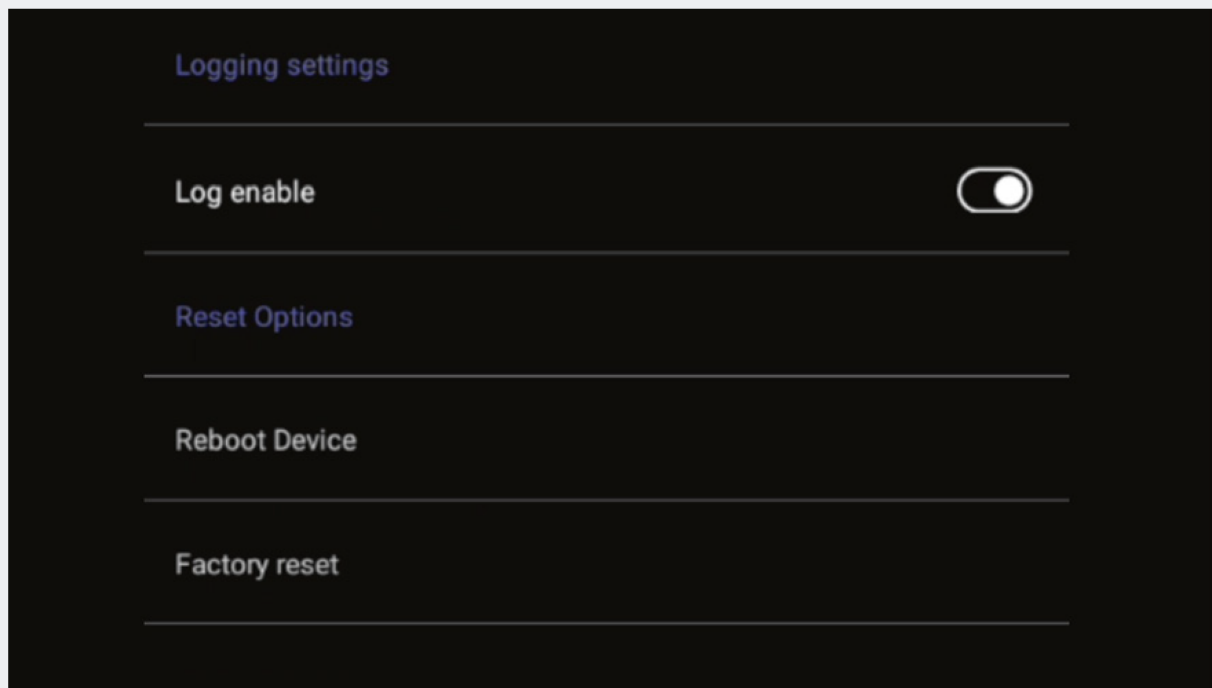 Logging settings
Log enable
Reset Options
Reboot Device
Factory reset